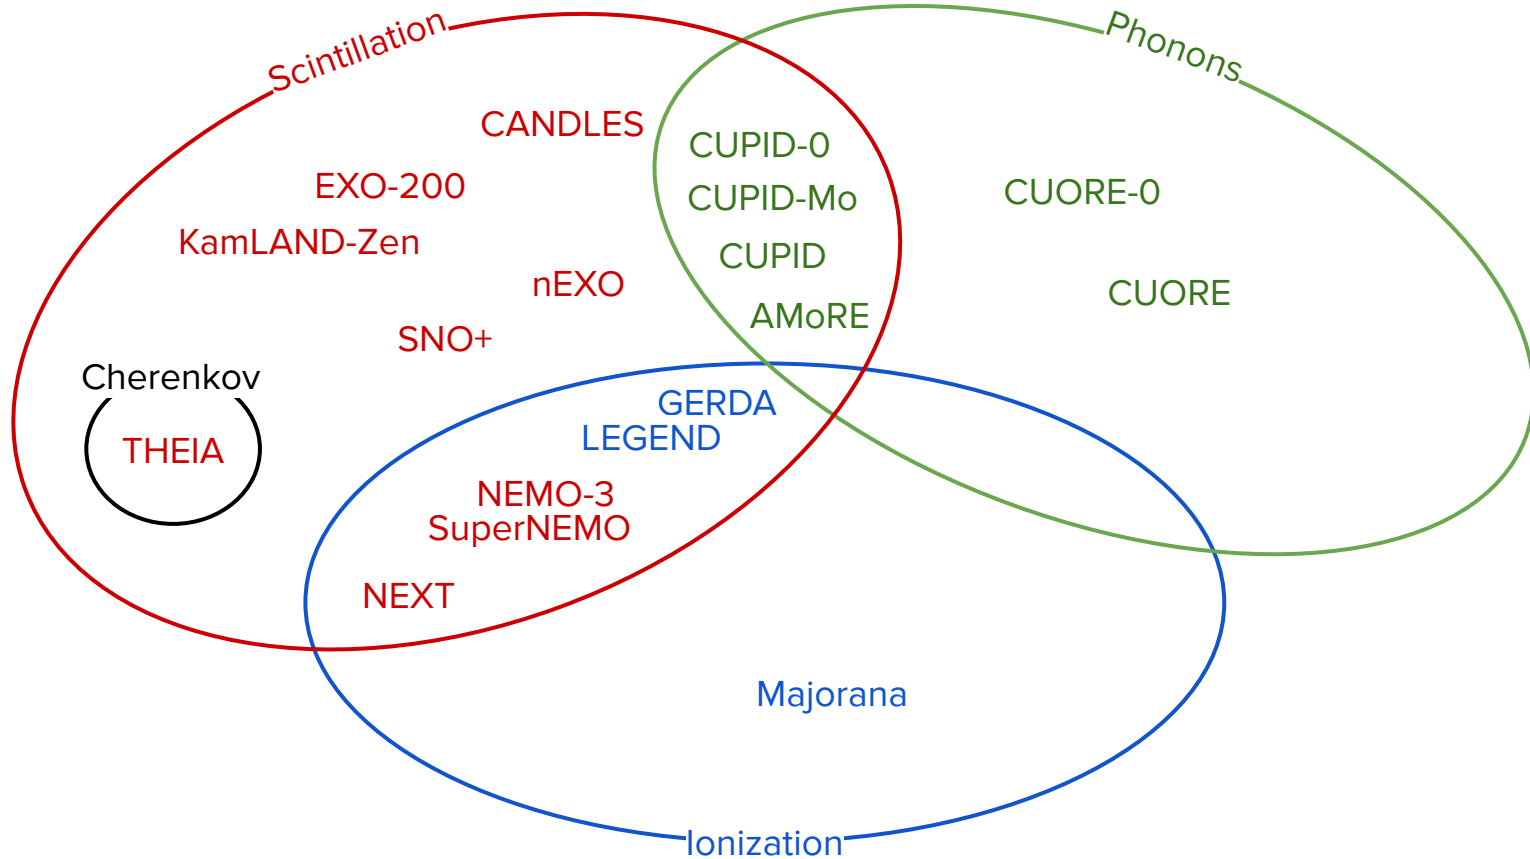 Scintillation
Phonons
CANDLES
CUPID-0
EXO-200
CUPID-Mo
CUORE-0
KamLAND-Zen
CUPID
nEXO
CUORE
AMoRE
SNO+
Cherenkov
THEIA
GERDA
LEGEND
NEMO-3
SuperNEMO
NEXT
Majorana
Ionization